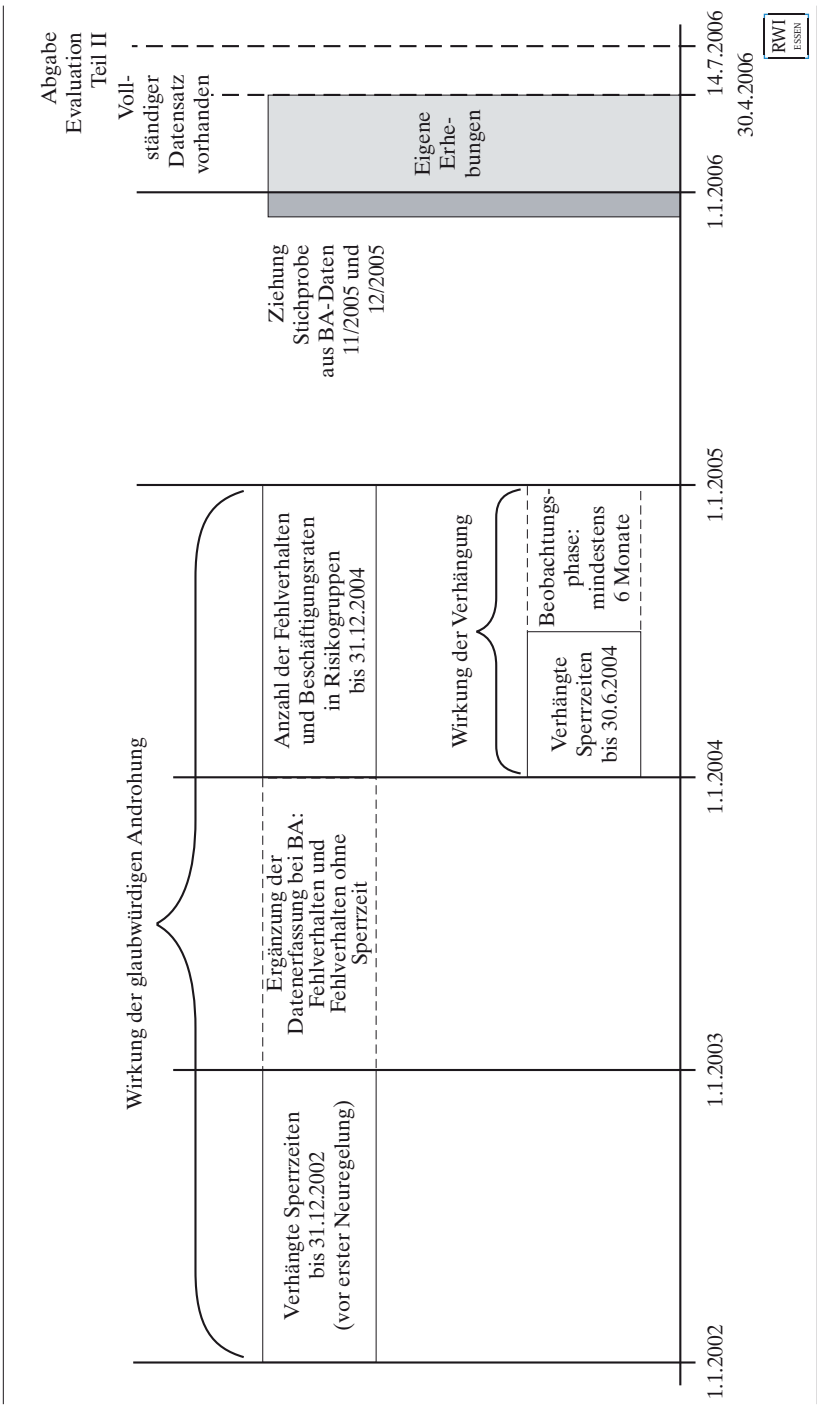 Wirkung der glaubwürdigen Androhung
Verhängte Sperrzeiten
bis 31.12.2002
(vor erster Neuregelung)
Ergänzung der
Datenerfassung bei BA:
Fehlverhalten und
Fehlverhalten ohne
Sperrzeit
Anzahl der Fehlverhalten
und Beschäftigungsraten
in Risikogruppen
bis 31.12.2004
Wirkung der Verhängung
Verhängte
Sperrzeiten
bis 30.6.2004
Beobachtungs-
phase:
mindestens
6 Monate
Ziehung
Stichprobe
aus BA-Daten
11/2005 und
12/2005
Eigene
Erhe-
bungen
Voll-
ständiger
Datensatz
vorhanden
Abgabe
Evaluation
Teil II
1.1.2002
1.1.2003
1.1.2004
1.1.2005
1.1.2006
14.7.2006
30.4.2006
RWI
ESSEN